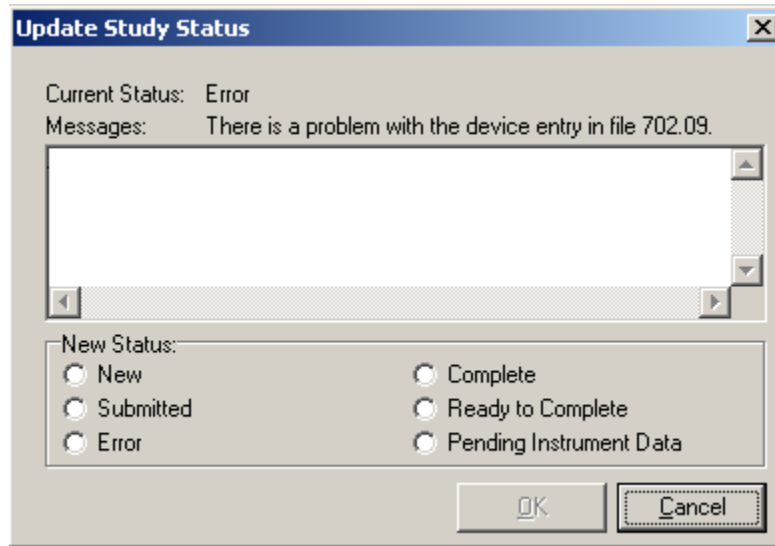 Update Study Status
Current Status: Error
Messages: There is a problem with the device entry in file 702.09.
New Status:
New Complete
Submitted Ready to Complete
Error Pending Instrument Data
OK Cancel